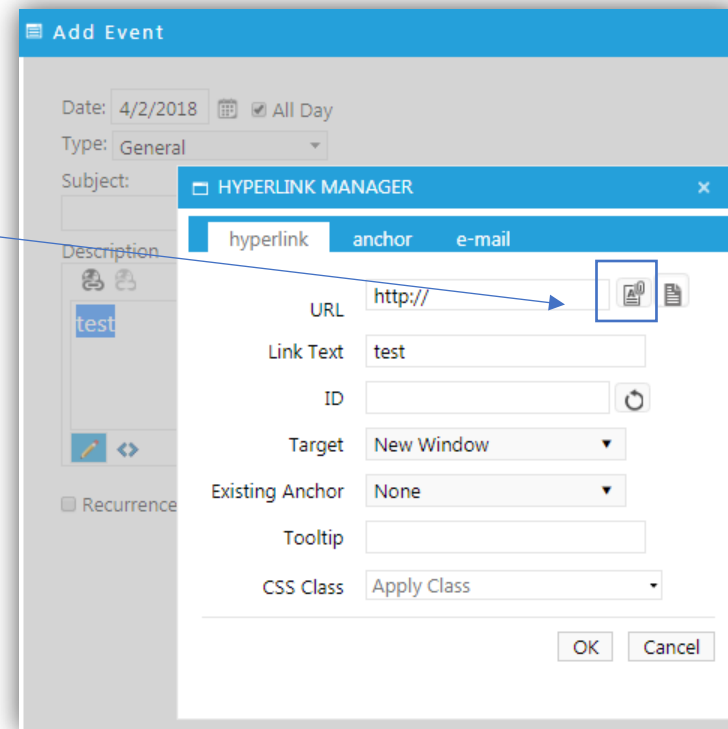 Add Event
Date: 4/2/2018 All Day
Type: General
Subject:
HYPERLINK MANAGER
hyperlink anchor e-mail
Description
test
URL http://
Link Text test
ID
Target New Window
Existing Anchor None
Recurrence
Tooltip
CSS Class Apply Class
OK Cancel